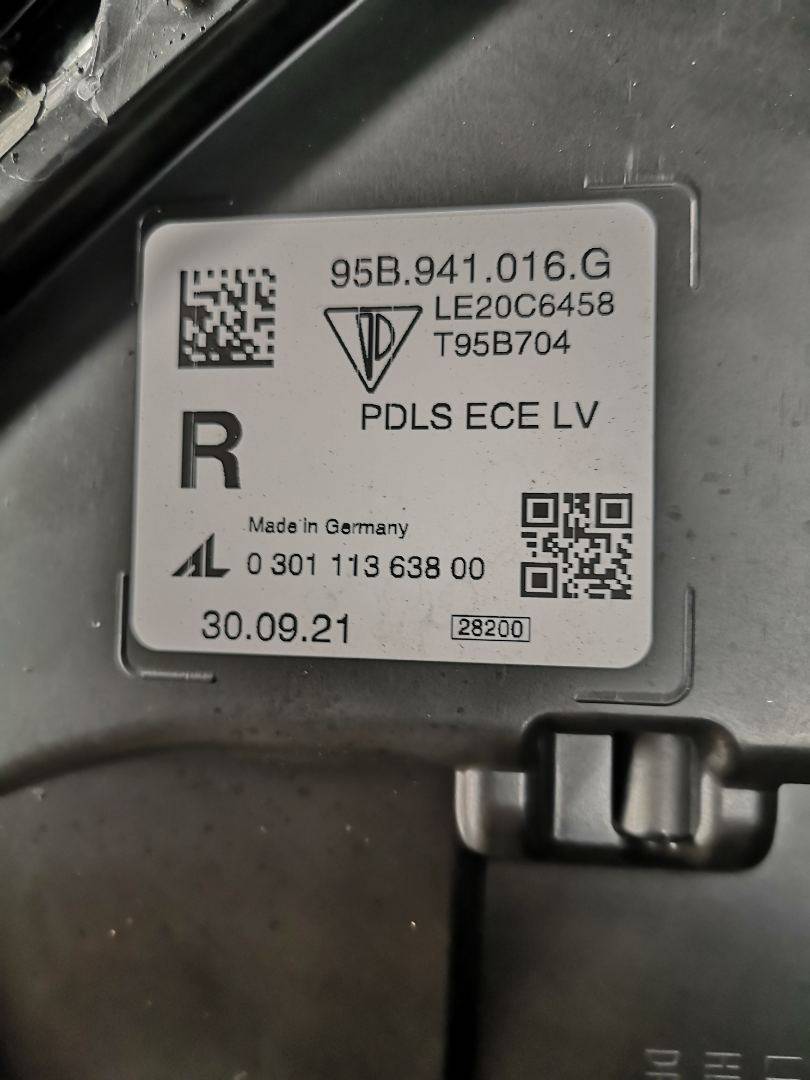 95B.941.016.G
LE20C6458
T95B704
PDLS ECE LV
R
Made in Germany
AL 0 301 113 638 00
30.09.21
28200